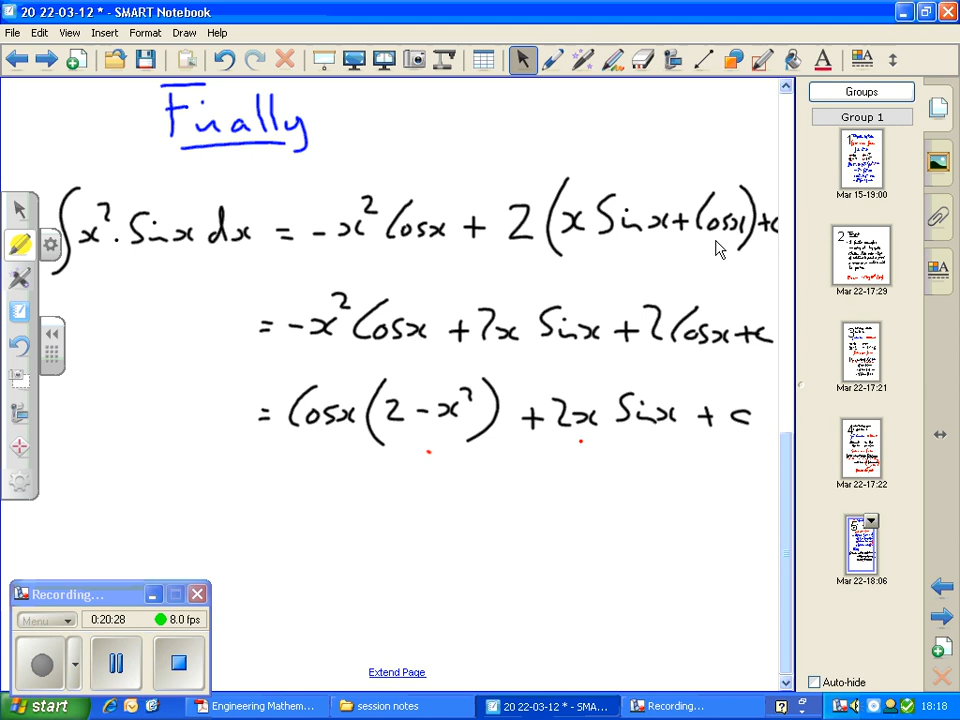 20 22-03-12 * - SMART Notebook
File Edit View Insert Format Draw Help
Finally
∫x². Sinx dx = -x² Cosx + 2(x Sinx+Cosx)+c
= -x² Cosx + 2x Sinx + 2Cosx+c
= Cosx(2-x²) + 2x Sinx + c
Extend Page
Groups
Group 1
Mar 15-19:00
Mar 22-17:29
Mar 22-17:21
Mar 22-17:22
Mar 22-18:06
Auto-hide
Recording...
Menu
0:20:28 8.0 fps
start Engineering Mathem... session notes 20 22-03-12 * - SMA... Recording... 18:18